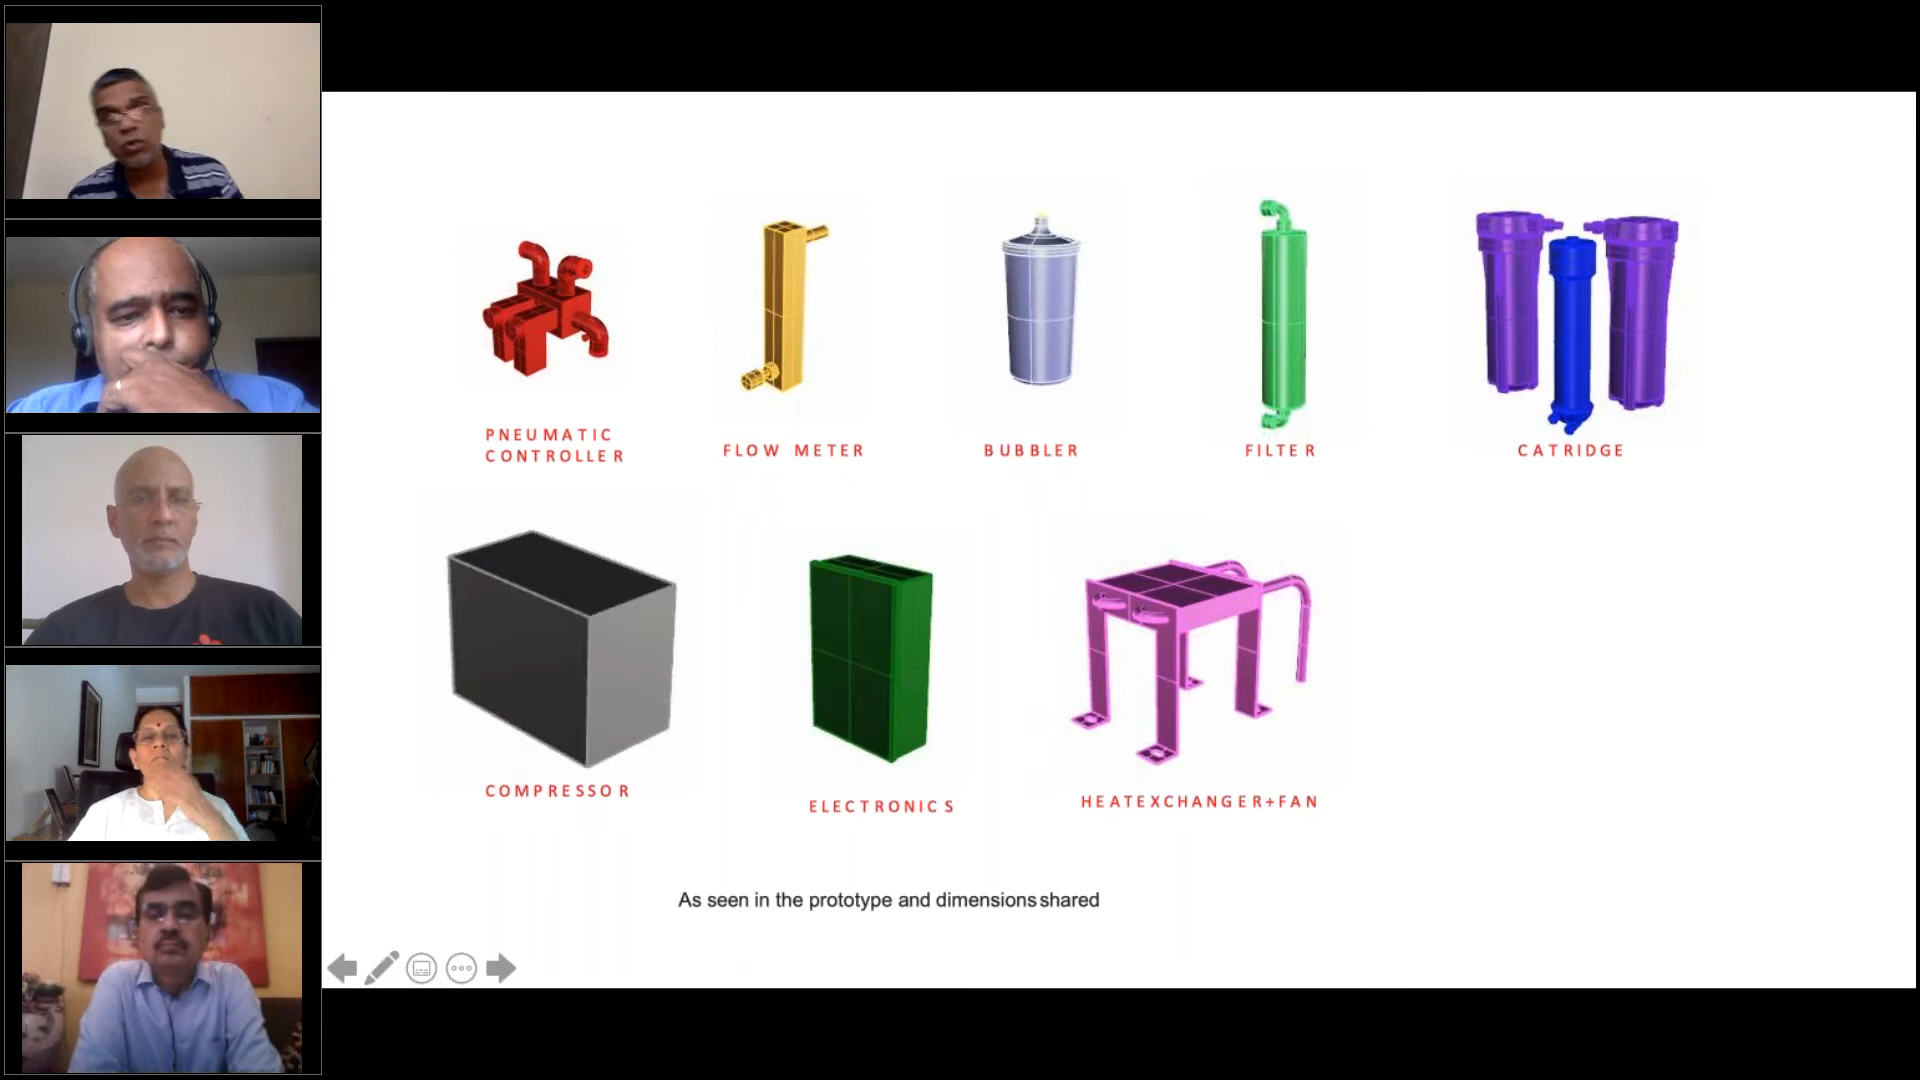 PNEUMATIC
CONTROLLER
FLOW METER
BUBBLER
FILTER
CATRIDGE
COMPRESSOR
ELECTRONICS
HEATEXCHANGER+FAN
As seen in the prototype and dimensions shared